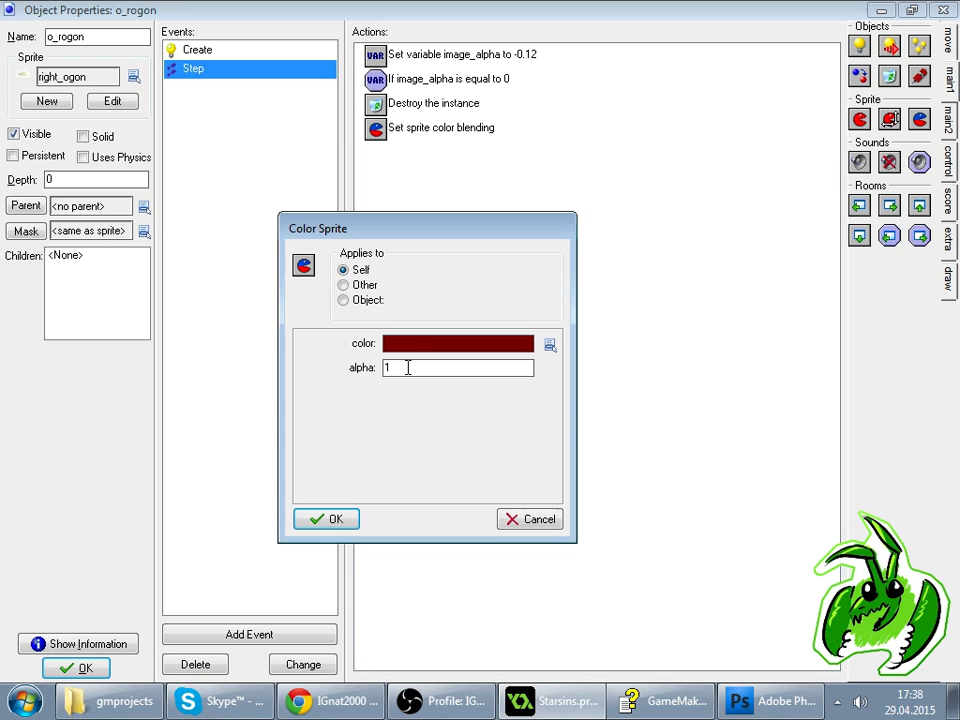 Object Properties: o_rogon
Name: o_rogon
Sprite
right_ogon
New
Edit
Visible
Solid
Persistent
Uses Physics
Depth: 0
Parent
<no parent>
Mask
<same as sprite>
Children:
<None>
Show Information
OK
Events:
Create
Step
Add Event
Delete
Change
Actions:
VAR Set variable image_alpha to -0.12
VAR If image_alpha is equal to 0
Destroy the instance
Set sprite color blending
Color Sprite
Applies to
Self
Other
Object:
color:
alpha: 1
OK
Cancel
Objects
Sprite
Sounds
Rooms
move
main1
main2
control
score
extra
draw
gmprojects
Skype™ - ...
IGnat2000 ...
Profile: IG...
Starsins.pr...
GameMak...
Ps Adobe Ph...
17:38
29.04.2015